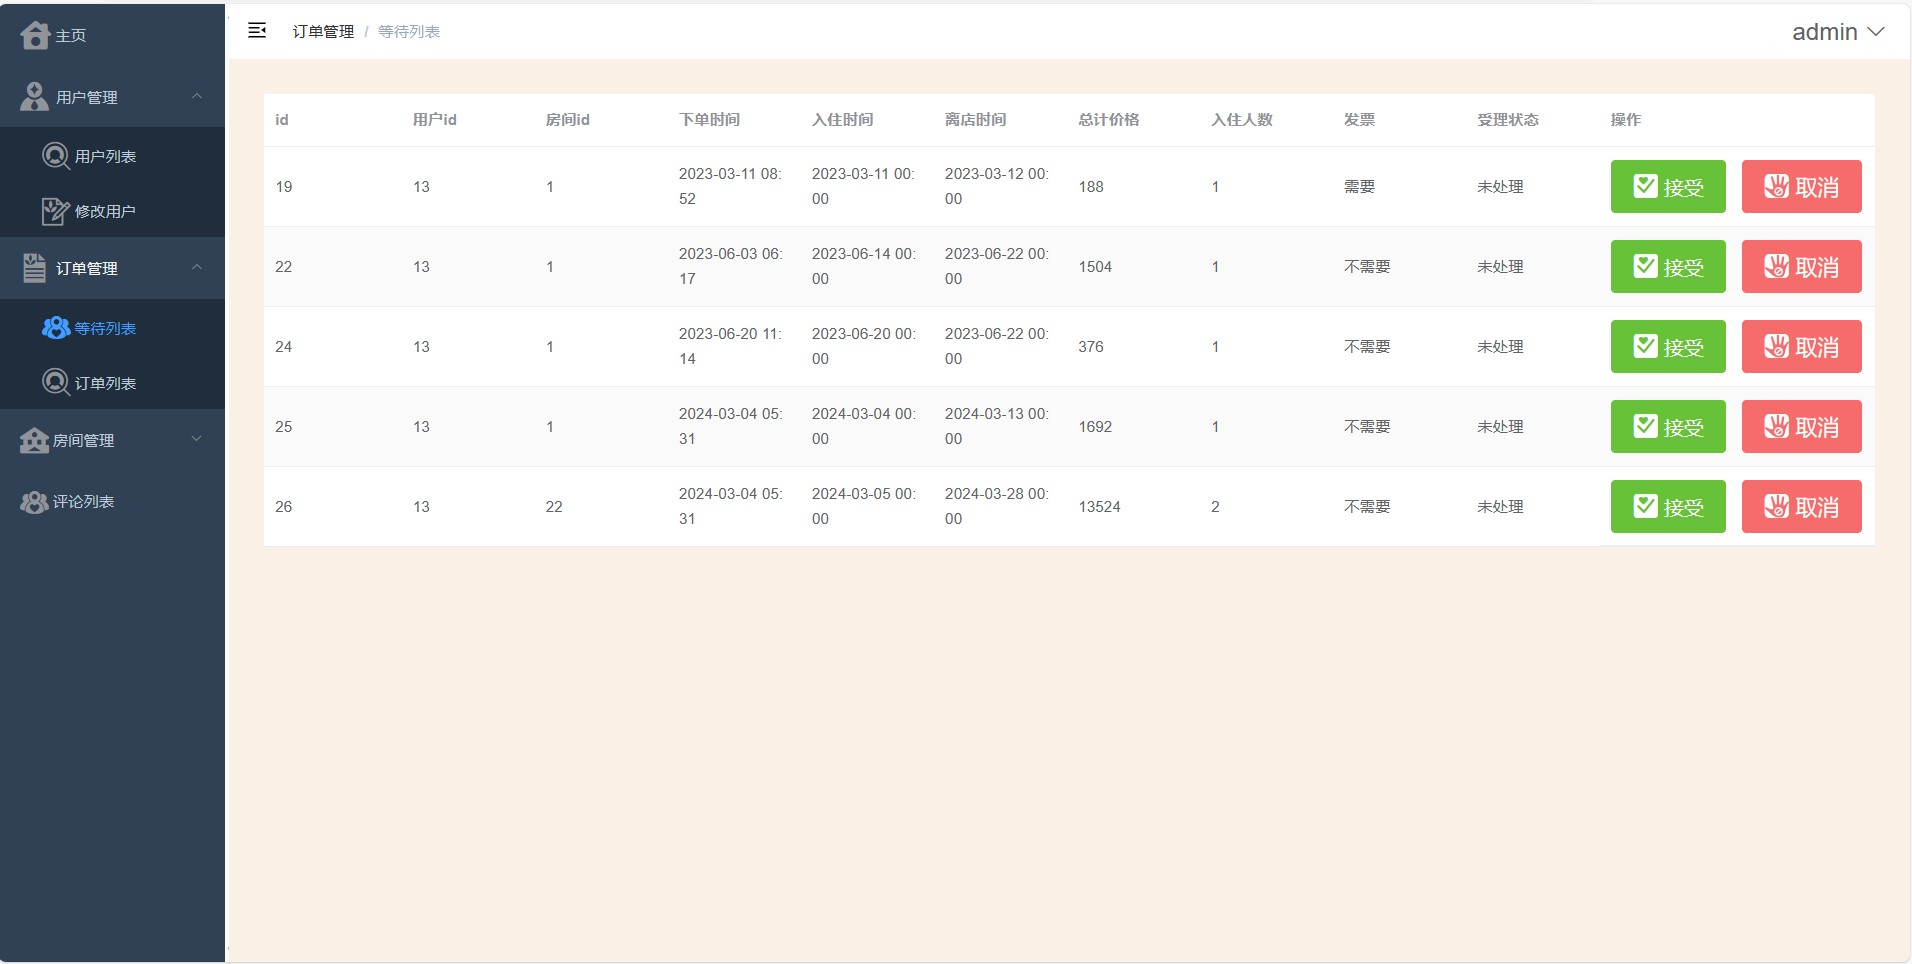 主页
用户管理
用户列表
修改用户
订单管理
等待列表
订单列表
房间管理
评论列表
订单管理 / 等待列表
admin
id 用户id 房间id 下单时间 入住时间 离店时间 总计价格 入住人数 发票 受理状态 操作
19 13 1 2023-03-11 08: 2023-03-11 00: 2023-03-12 00: 188 1 需要 未处理 接受 取消
52 00 00
22 13 1 2023-06-03 06: 2023-06-14 00: 2023-06-22 00: 1504 1 不需要 未处理 接受 取消
17 00 00
24 13 1 2023-06-20 11: 2023-06-20 00: 2023-06-22 00: 376 1 不需要 未处理 接受 取消
14 00 00
25 13 1 2024-03-04 05: 2024-03-04 00: 2024-03-13 00: 1692 1 不需要 未处理 接受 取消
31 00 00
26 13 22 2024-03-04 05: 2024-03-05 00: 2024-03-28 00: 13524 2 不需要 未处理 接受 取消
31 00 00